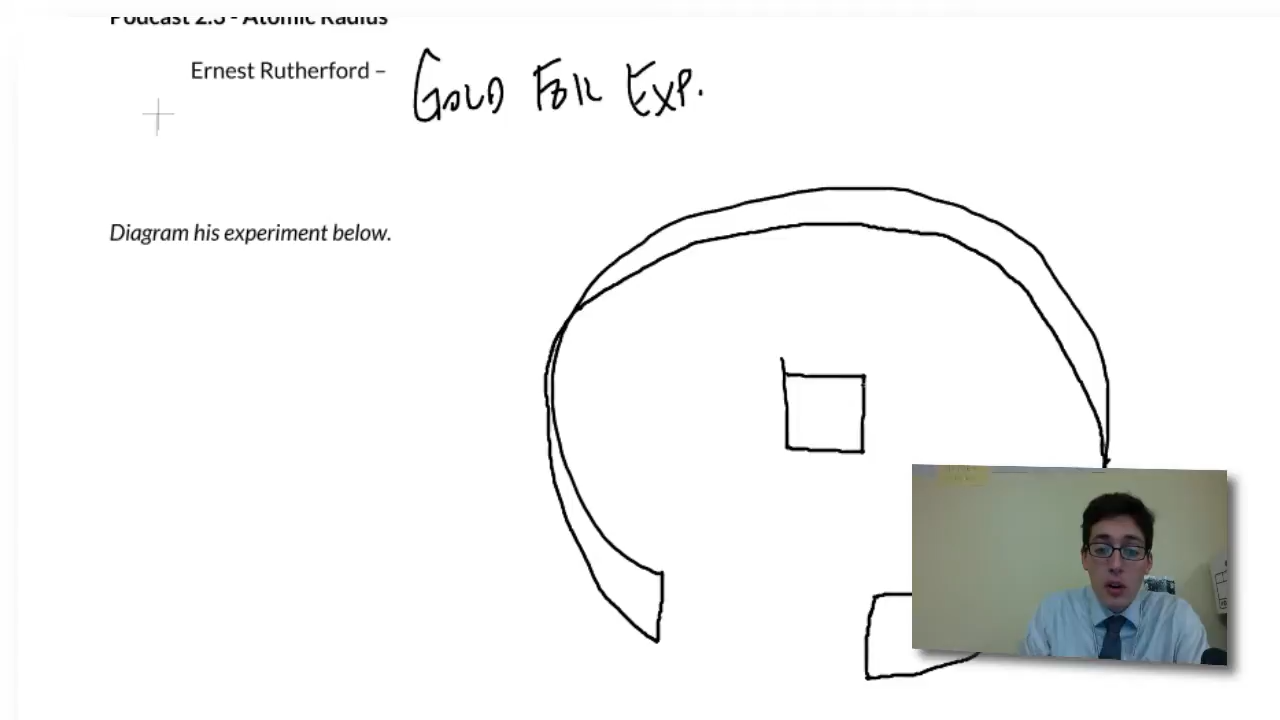 Podcast 2.3 - Atomic Radius
Ernest Rutherford – GOLD FOIL EXP.
Diagram his experiment below.